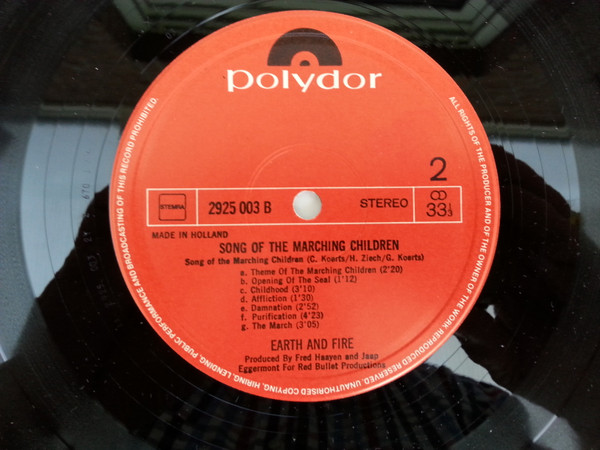 polydor
2
STEMRA
2925 003 B
STEREO
33⅓
MADE IN HOLLAND
SONG OF THE MARCHING CHILDREN
Song of the Marching Children (C. Koerts/H. Ziech/G. Koerts)
a. Theme Of The Marching Children (2'20)
b. Opening Of The Seal (1'12)
c. Childhood (3'10)
d. Affliction (1'30)
e. Damnation (2'52)
f. Purification (4'23)
g. The March (3'05)
EARTH AND FIRE
Produced By Fred Haayen and Jaap
Eggermont For Red Bullet Productions
ALL RIGHTS OF THE PRODUCER AND OF THE OWNER OF THE WORK REPRODUCED RESERVED. UNAUTHORISED COPYING, HIRING, LENDING, PUBLIC PERFORMANCE AND BROADCASTING OF THIS RECORD PROHIBITED.
670